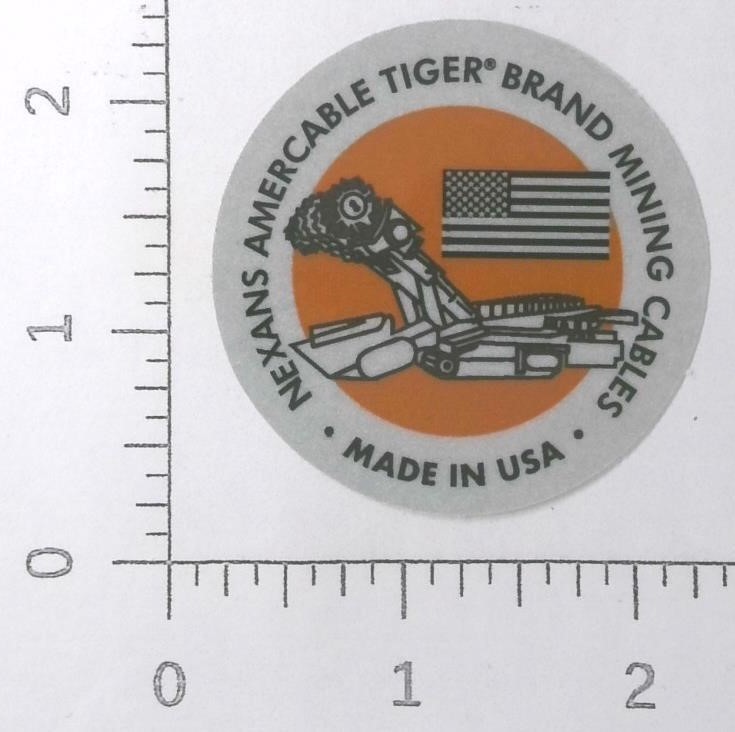 NEXANS AMERCABLE TIGER® BRAND MINING CABLES
• MADE IN USA •
2
1
0
0 1 2